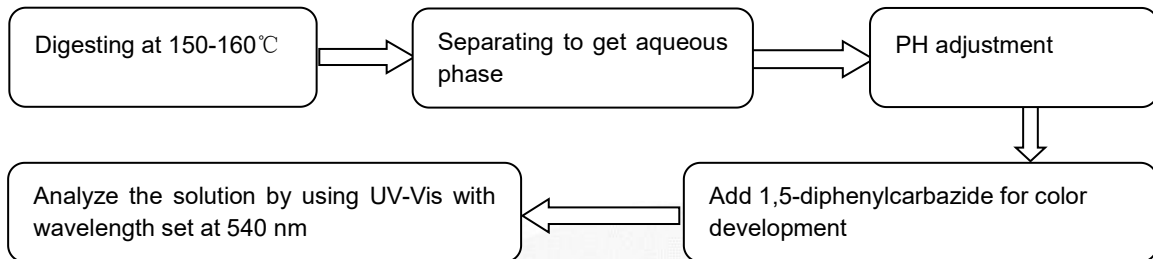 Digesting at 150-160℃
Separating to get aqueous
phase
PH adjustment
Add 1,5-diphenylcarbazide for color
development
Analyze the solution by using UV-Vis with
wavelength set at 540 nm